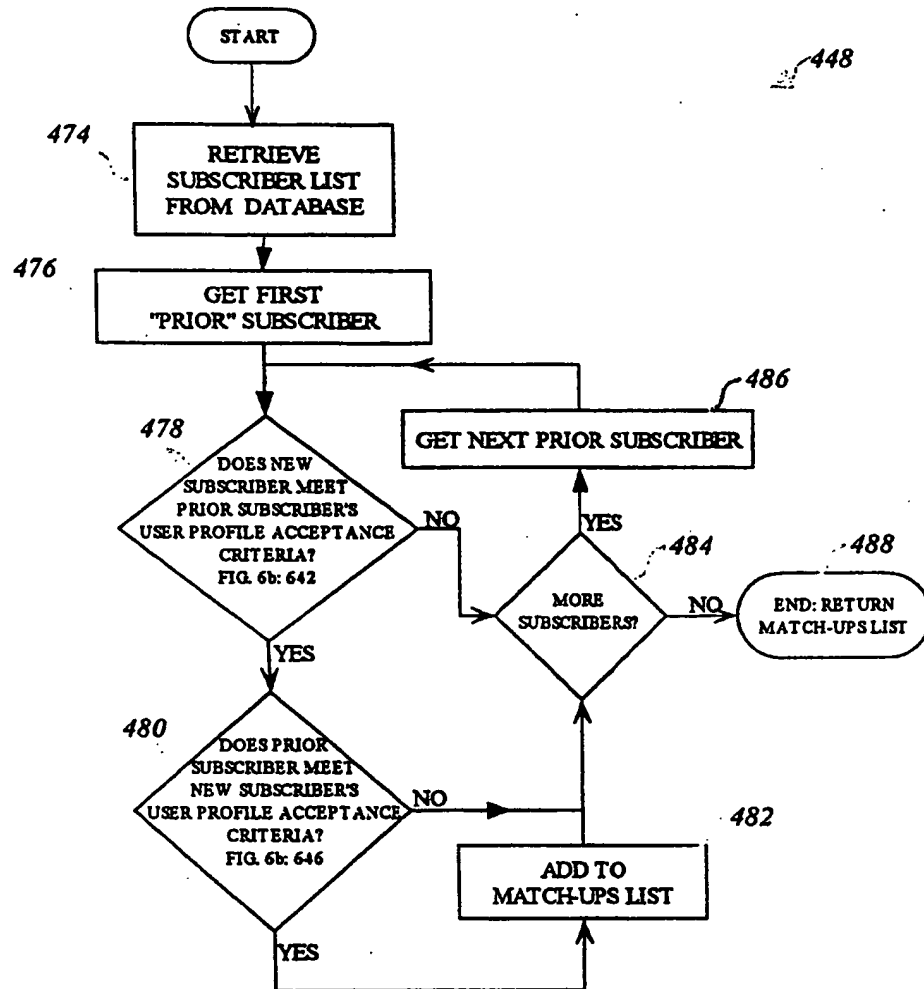 START
448
474
RETRIEVE
SUBSCRIBER LIST
FROM DATABASE
476
GET FIRST
"PRIOR" SUBSCRIBER
486
GET NEXT PRIOR SUBSCRIBER
478
DOES NEW
SUBSCRIBER MEET
PRIOR SUBSCRIBER'S
USER PROFILE ACCEPTANCE
CRITERIA?
FIG. 6b: 642
NO
YES
YES
484
MORE
SUBSCRIBERS?
NO
488
END: RETURN
MATCH-UPS LIST
480
DOES PRIOR
SUBSCRIBER MEET
NEW SUBSCRIBER'S
USER PROFILE ACCEPTANCE
CRITERIA?
FIG. 6b: 646
NO
YES
482
ADD TO
MATCH-UPS LIST